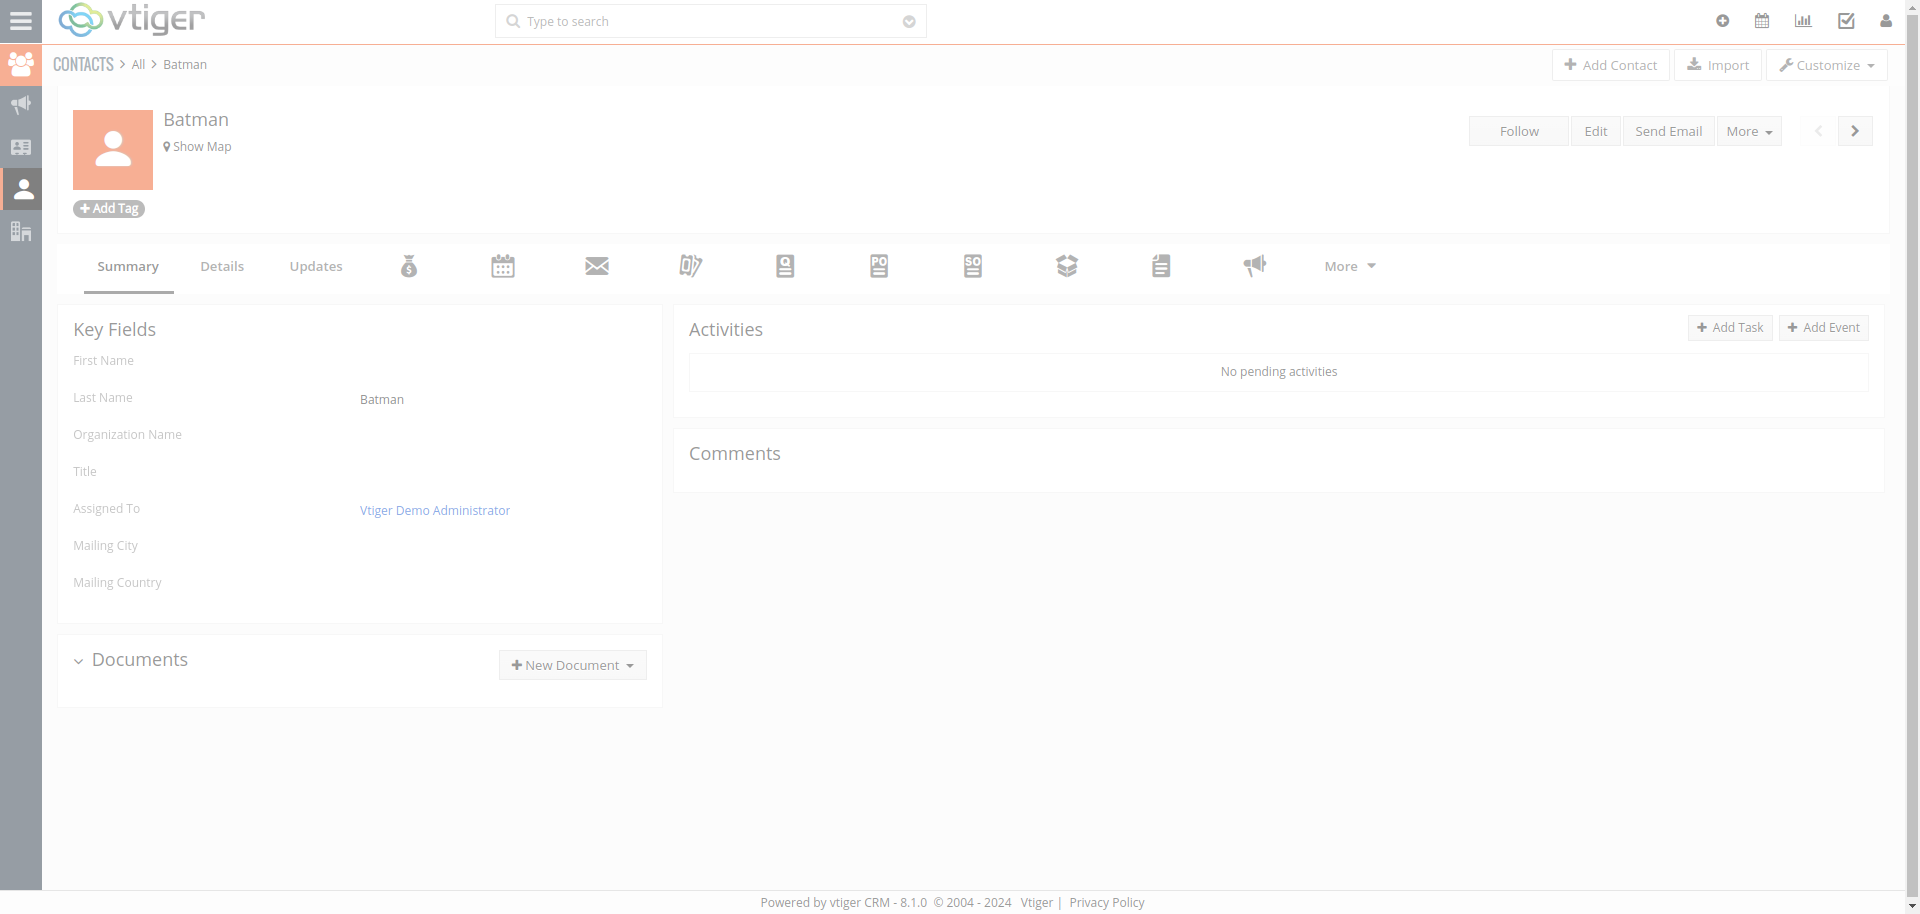 vtiger
Type to search
CONTACTS > All > Batman
Add Contact
Import
Customize
Batman
Show Map
Follow
Edit
Send Email
More
Add Tag
Summary
Details
Updates
$
Q
PO
SO
More
Key Fields
First Name
Last Name
Batman
Organization Name
Title
Assigned To
Vtiger Demo Administrator
Mailing City
Mailing Country
Documents
New Document
Activities
Add Task
Add Event
No pending activities
Comments
Powered by vtiger CRM - 8.1.0 © 2004 - 2024 Vtiger | Privacy Policy